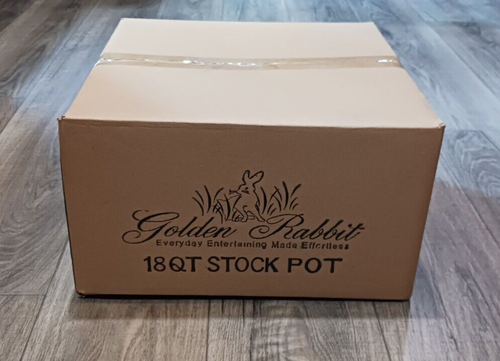 Golden Rabbit
Everyday Entertaining Made Effortless
18QT STOCK POT